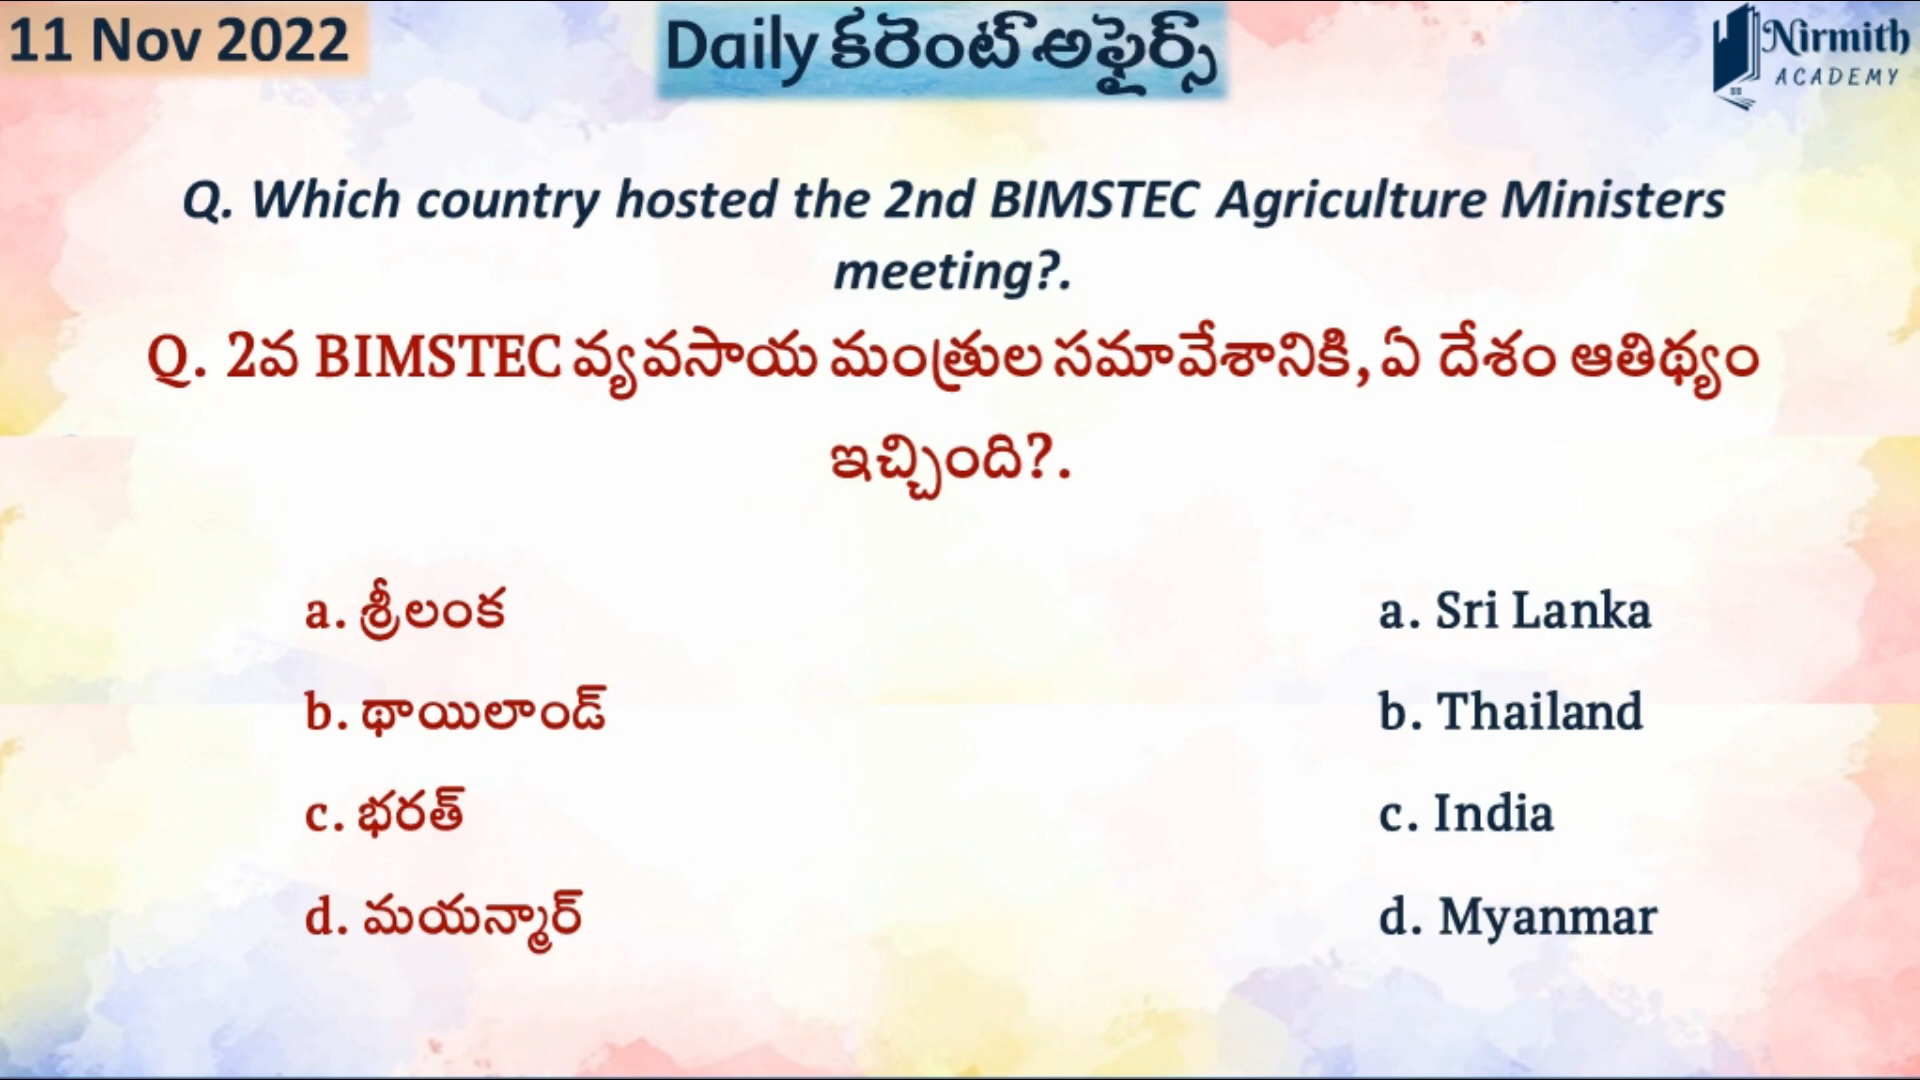 11 Nov 2022
Daily కరెంట్ అఫైర్స్
Nirmith
ACADEMY
Q. Which country hosted the 2nd BIMSTEC Agriculture Ministers
meeting?.
Q. 2వ BIMSTEC వ్యవసాయ మంత్రుల సమావేశానికి, ఏ దేశం ఆతిథ్యం
ఇచ్చింది?.
a. శ్రీలంక
b. థాయిలాండ్
c. భరత్
d. మయన్మార్
a. Sri Lanka
b. Thailand
c. India
d. Myanmar